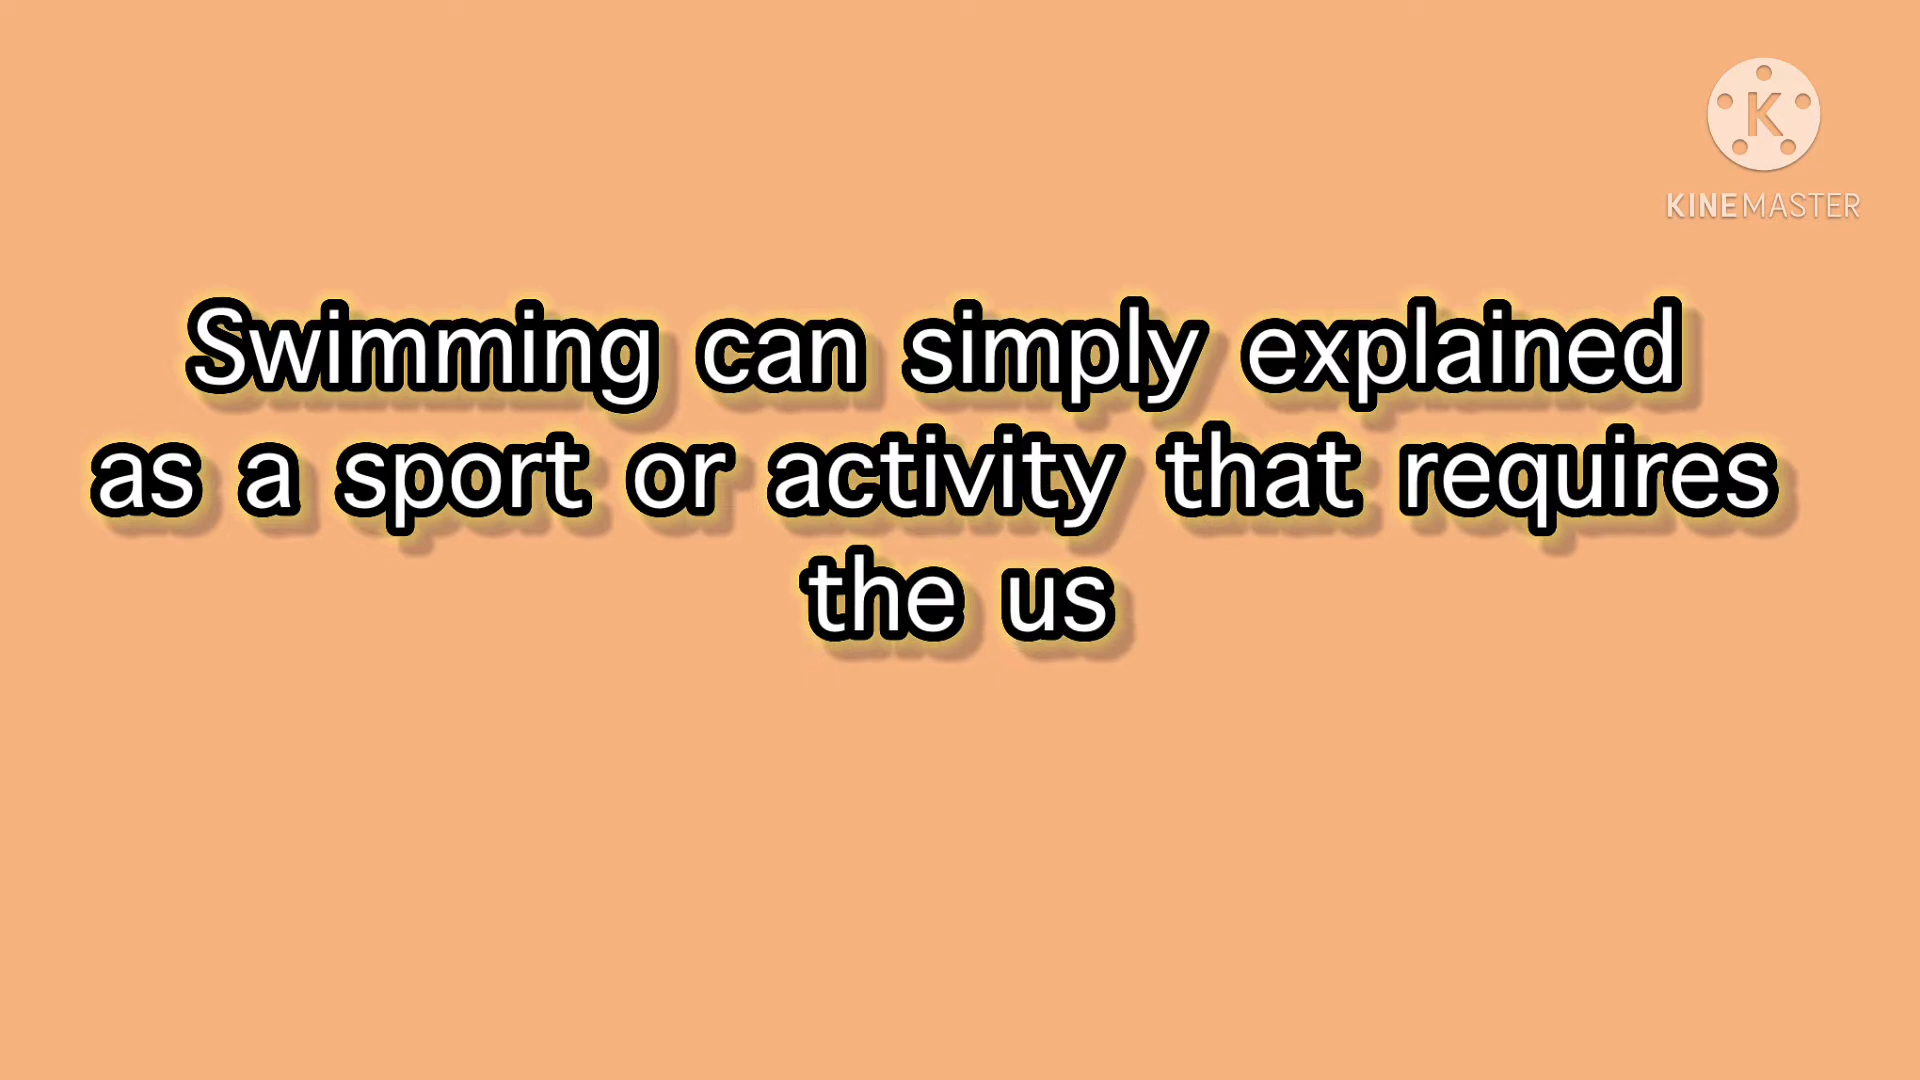 K
KINEMASTER
Swimming can simply explained
as a sport or activity that requires
the us